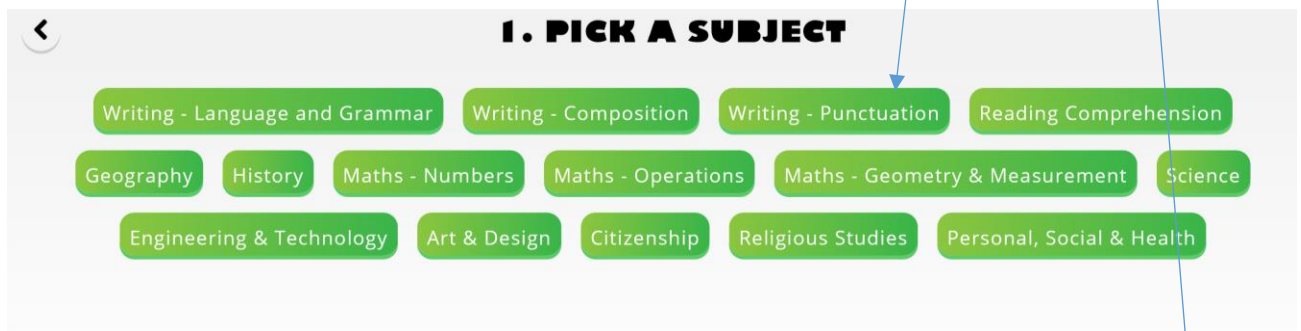 1. PICK A SUBJECT
Writing - Language and Grammar Writing - Composition Writing - Punctuation Reading Comprehension
Geography History Maths - Numbers Maths - Operations Maths - Geometry & Measurement Science
Engineering & Technology Art & Design Citizenship Religious Studies Personal, Social & Health